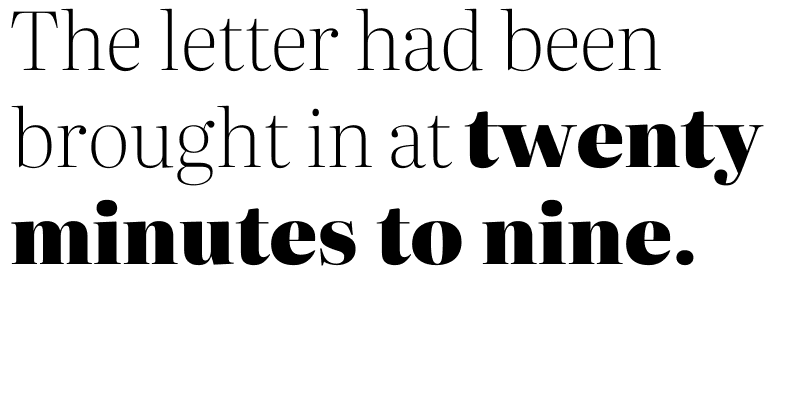 The letter had been
brought in at twenty
minutes to nine.